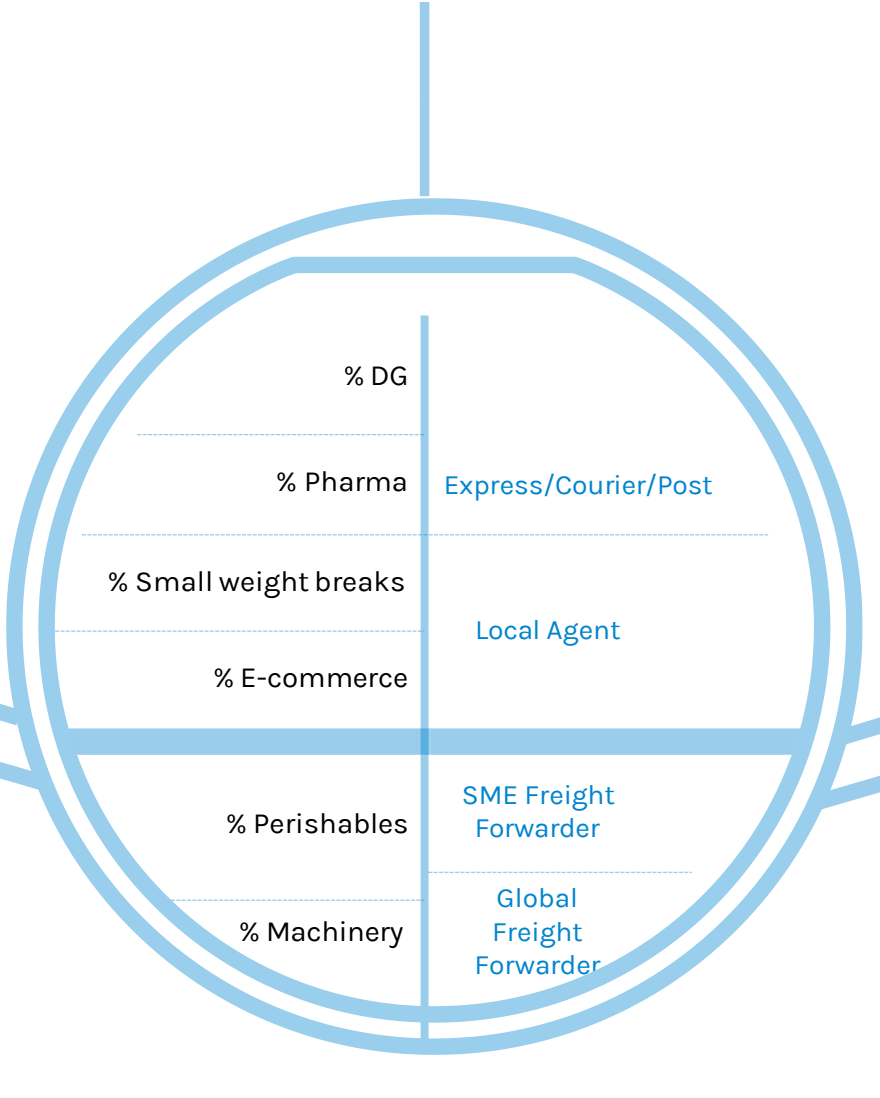 % DG
% Pharma
% Small weight breaks
% E-commerce
% Perishables
% Machinery
Express/Courier/Post
Local Agent
SME Freight
Forwarder
Global
Freight
Forwarder